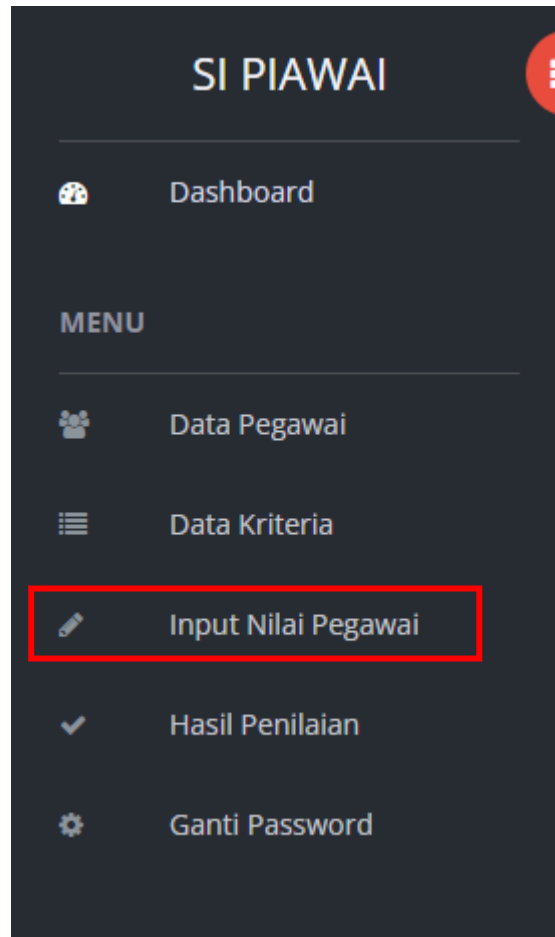 SI PIAWAI
Dashboard
MENU
Data Pegawai
Data Kriteria
Input Nilai Pegawai
Hasil Penilaian
Ganti Password